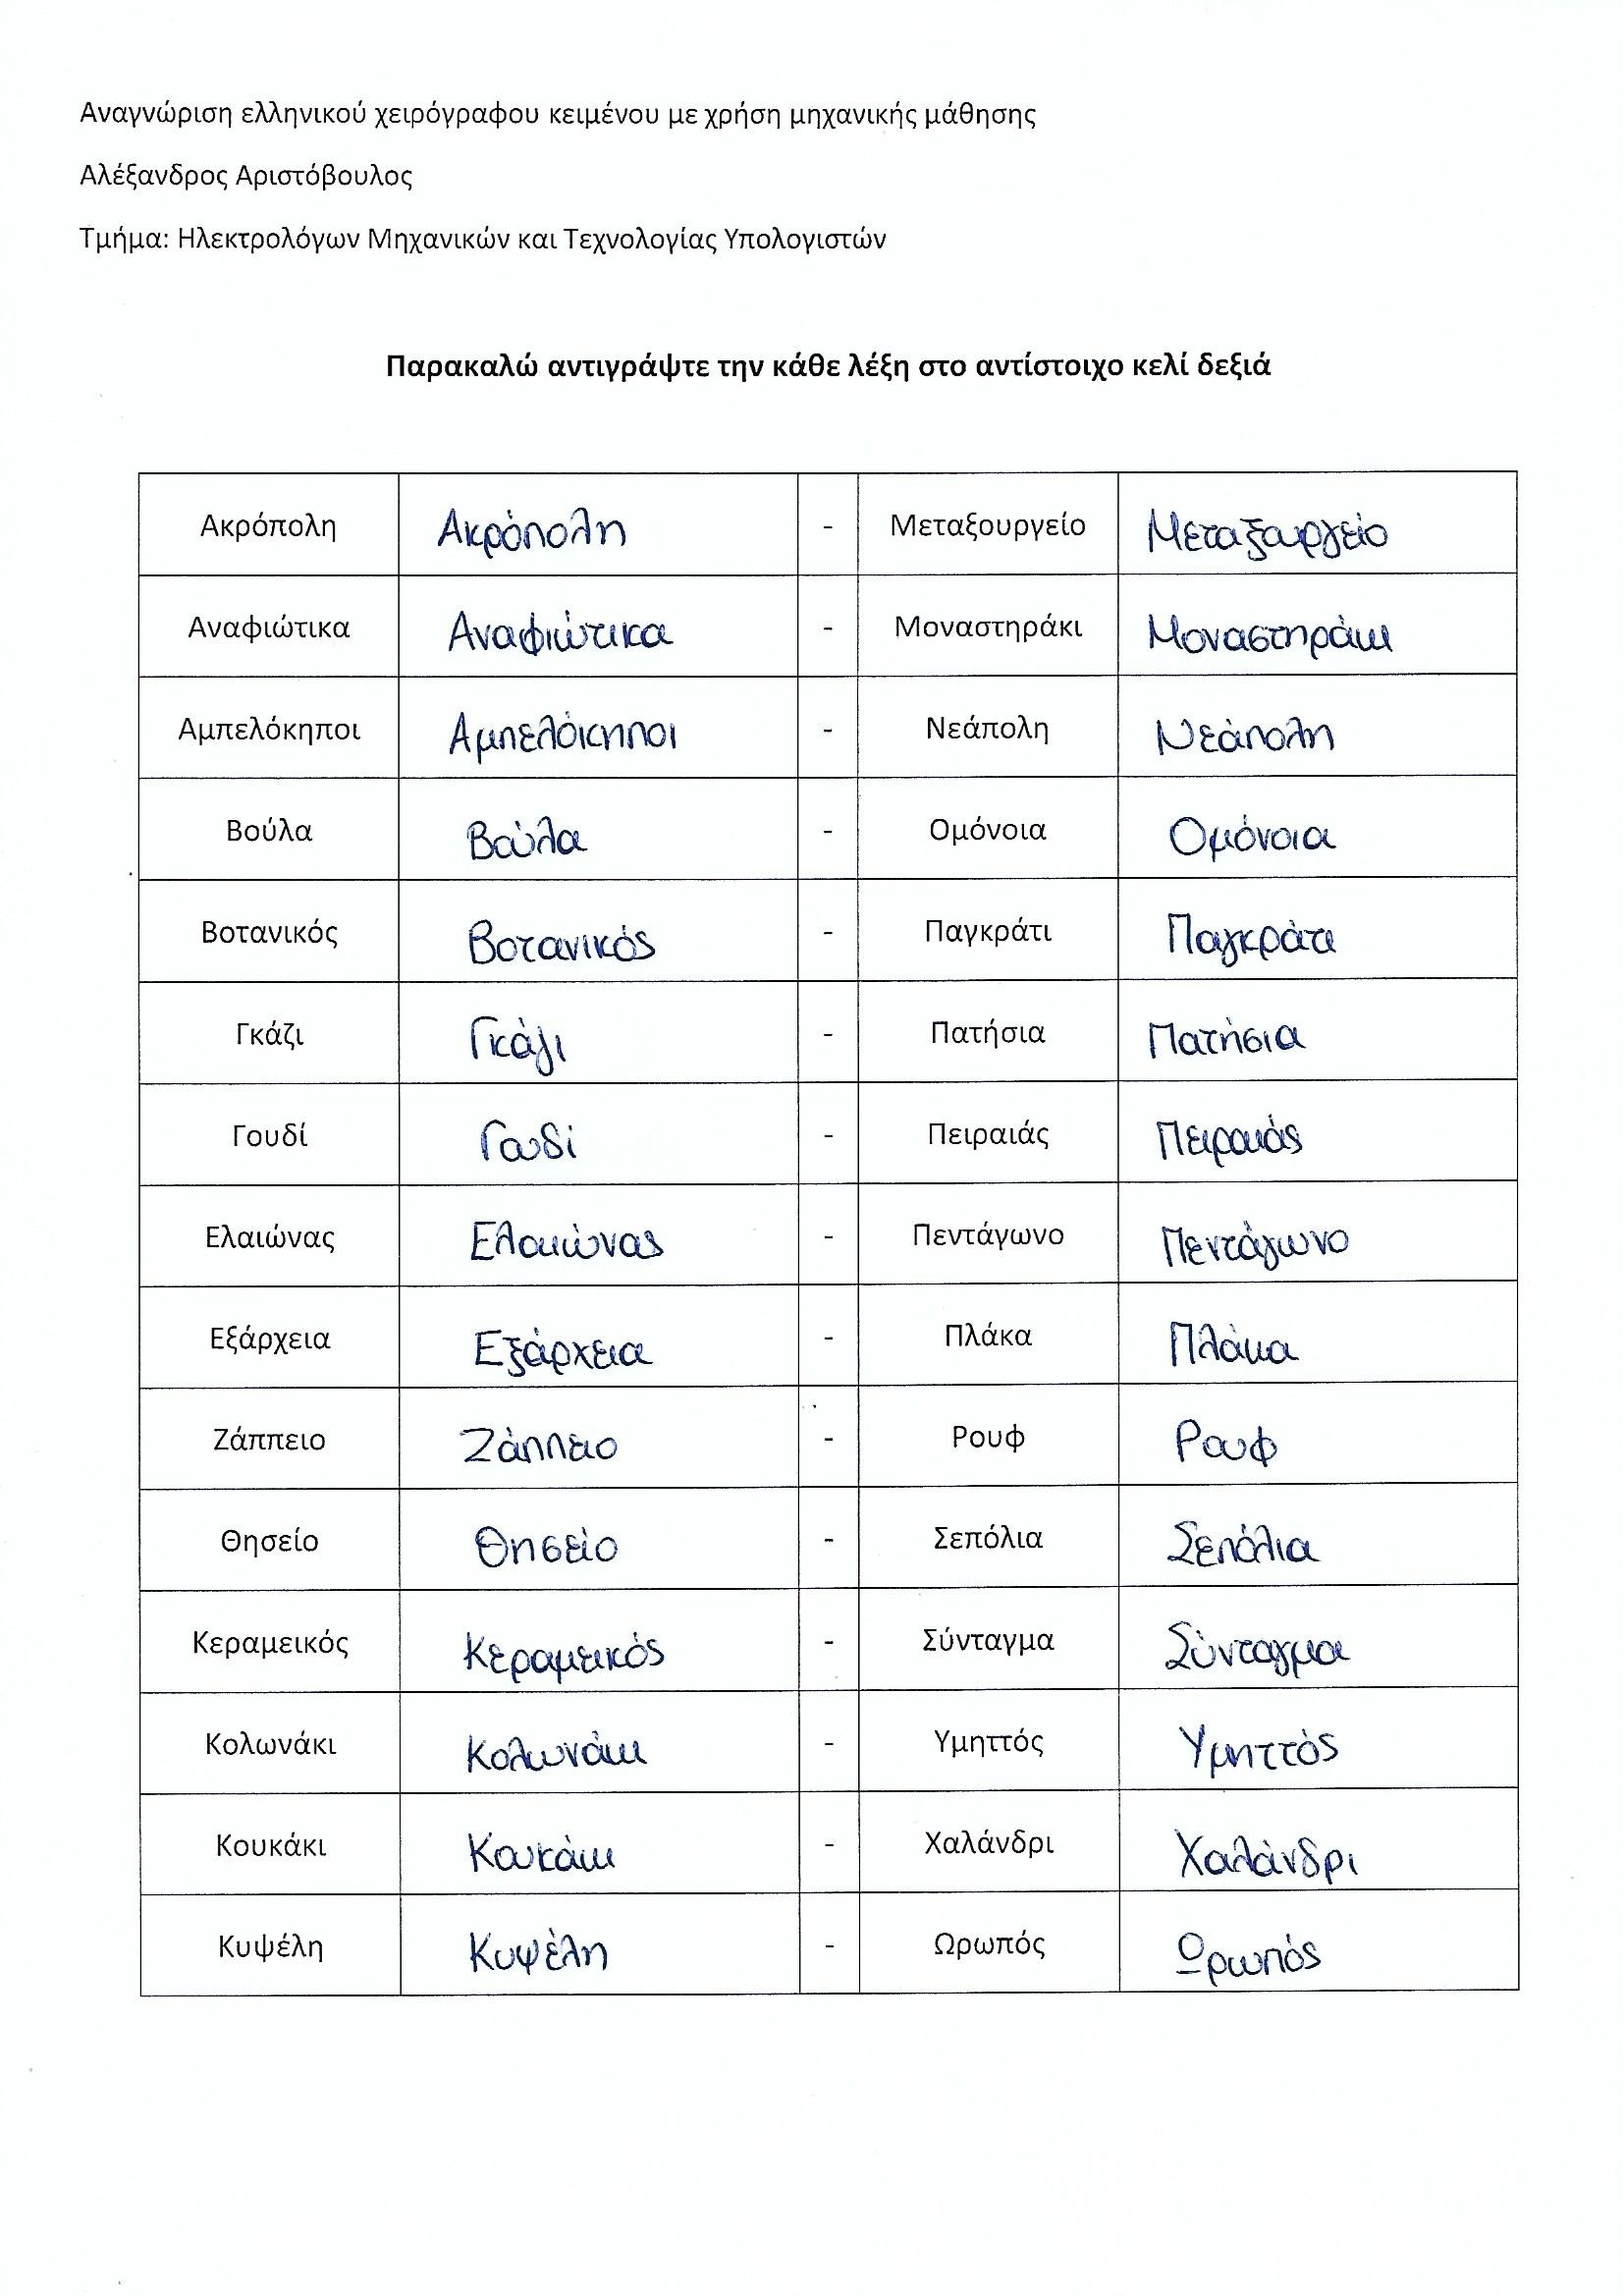 Αναγνώριση ελληνικού χειρόγραφου κειμένου με χρήση μηχανικής μάθησης
Αλέξανδρος Αριστόβουλος
Τμήμα: Ηλεκτρολόγων Μηχανικών και Τεχνολογίας Υπολογιστών
Παρακαλώ αντιγράψτε την κάθε λέξη στο αντίστοιχο κελί δεξιά
Ακρόπολη Ακρόπολη - Μεταξουργείο Μεταξουργείο
Αναφιώτικα Αναφιώτικα - Μοναστηράκι Μοναστηράκι
Αμπελόκηποι Αμπελόκηποι - Νεάπολη Νεάπολη
Βούλα Βούλα - Ομόνοια Ομόνοια
Βοτανικός Βοτανικός - Παγκράτι Παγκράτι
Γκάζι Γκάζι - Πατήσια Πατήσια
Γουδί Γουδί - Πειραιάς Πειραιάς
Ελαιώνας Ελαιώνας - Πεντάγωνο Πεντάγωνο
Εξάρχεια Εξάρχεια - Πλάκα Πλάκα
Ζάππειο Ζάππειο - Ρουφ Ρουφ
Θησείο Θησείο - Σεπόλια Σεπόλια
Κεραμεικός Κεραμεικός - Σύνταγμα Σύνταγμα
Κολωνάκι Κολωνάκι - Υμηττός Υμηττός
Κουκάκι Κουκάκι - Χαλάνδρι Χαλάνδρι
Κυψέλη Κυψέλη - Ωρωπός Ωρωπός